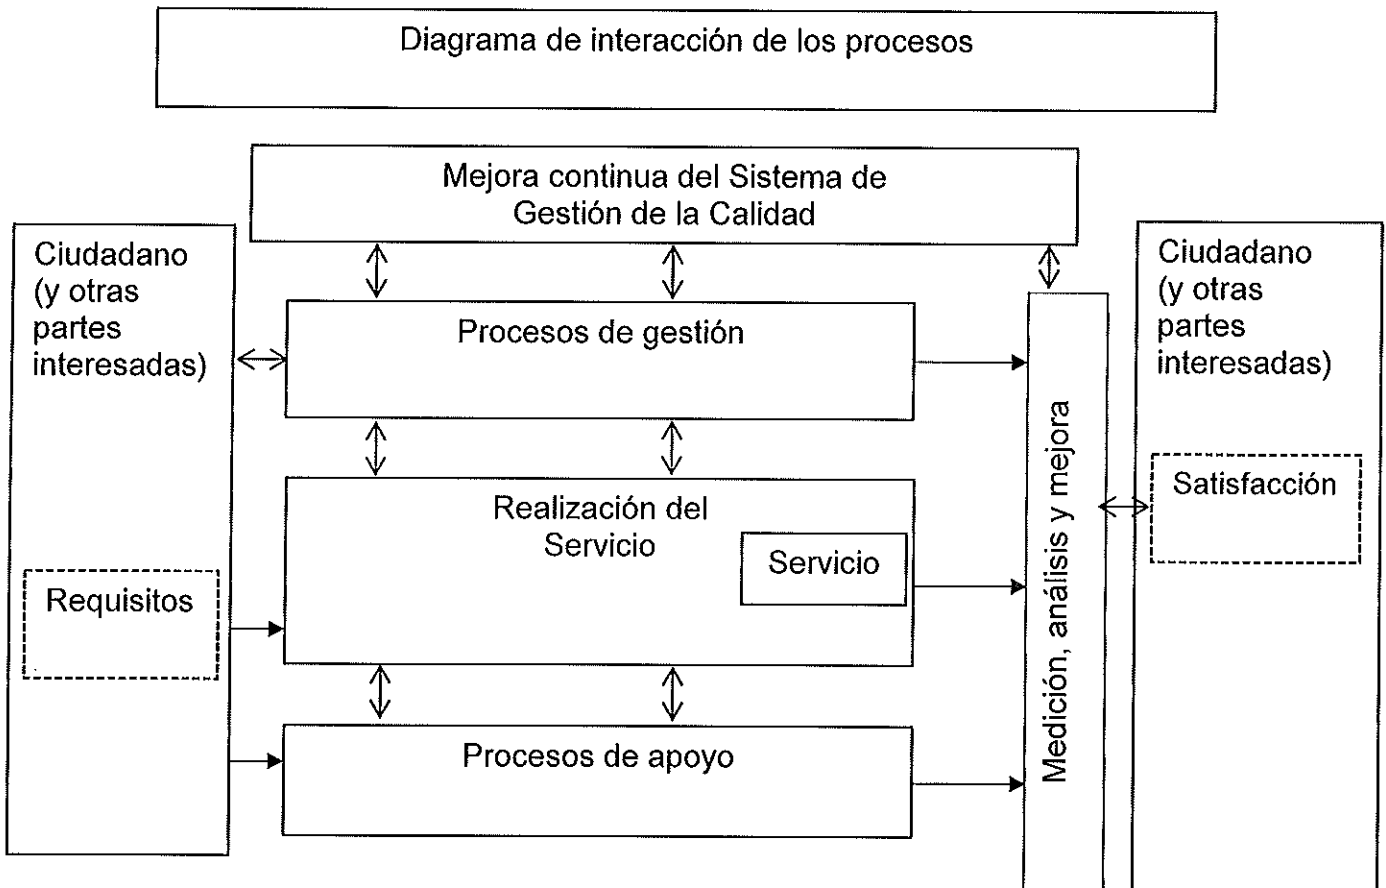 Diagrama de interacción de los procesos
Mejora continua del Sistema de
Gestión de la Calidad
Ciudadano
(y otras
partes
interesadas)
Requisitos
Procesos de gestión
Realización del
Servicio
Servicio
Procesos de apoyo
Medición, análisis y mejora
Ciudadano
(y otras
partes
interesadas)
Satisfacción